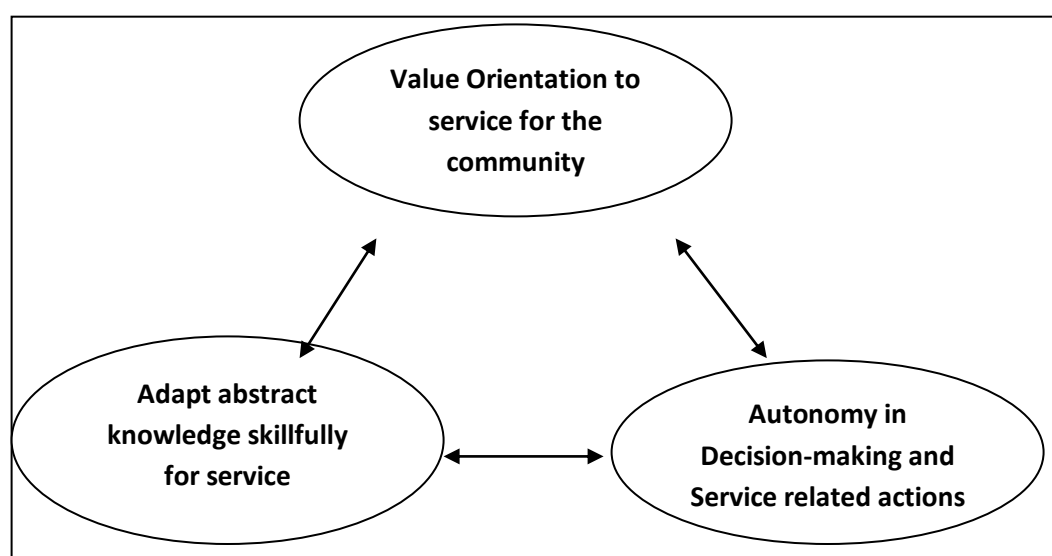 Value Orientation to
service for the
community
Adapt abstract
knowledge skillfully
for service
Autonomy in
Decision-making and
Service related actions